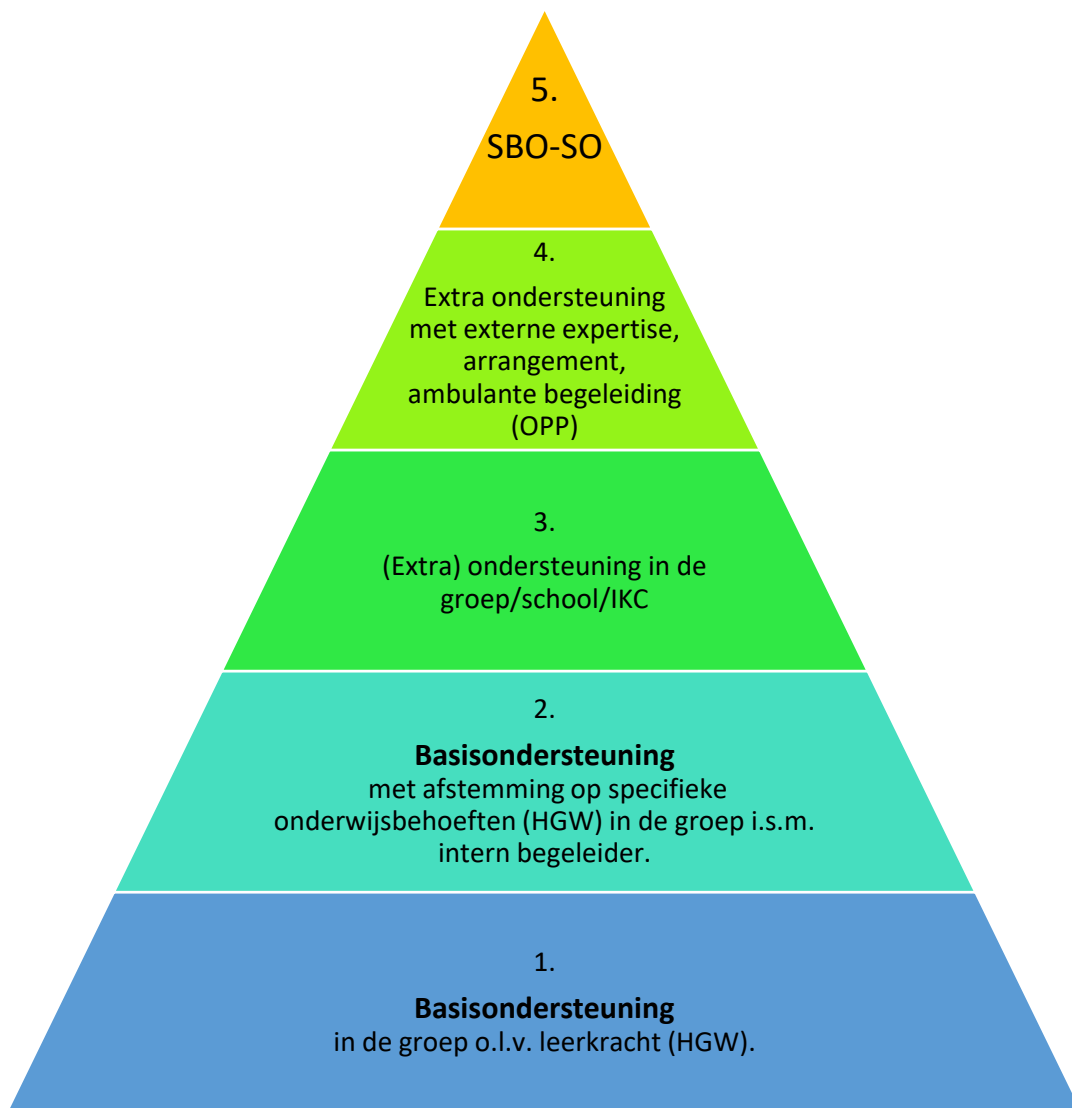 5.
SBO-SO
4.
Extra ondersteuning
met externe expertise,
arrangement,
ambulante begeleiding
(OPP)
3.
(Extra) ondersteuning in de
groep/school/IKC
2.
Basisondersteuning
met afstemming op specifieke
onderwijsbehoeften (HGW) in de groep i.s.m.
intern begeleider.
1.
Basisondersteuning
in de groep o.l.v. leerkracht (HGW).